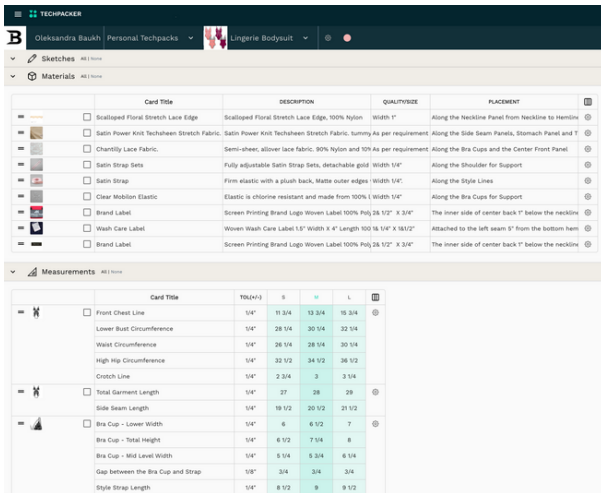 TECHPACKER
B Oleksandra Baukh Personal Techpacks Lingerie Bodysuit
Sketches All | None
Materials All | None
Card Title DESCRIPTION QUALITY/SIZE PLACEMENT
Scalloped Floral Stretch Lace Edge Scalloped Floral Stretch Lace Edge, 100% Nylon Width 1" Along the Neckline Panel from Neckline to Hemline
Satin Power Knit Techsheen Stretch Fabric. Satin Power Knit Techsheen Stretch Fabric. tummy As per requirement Along the Side Seam Panels, Stomach Panel and T
Chantilly Lace Fabric. Semi-sheer, allover lace fabric. 90% Nylon and 10% As per requirement Along the Bra Cups and the Center Front Panel
Satin Strap Sets Fully adjustable Satin Strap Sets, detachable gold Width 1/4" Along the Shoulder for Support
Satin Strap Firm elastic with a plush back, Matte outer edges Width 1/4". Along the Style Lines
Clear Mobilon Elastic Elastic is chlorine resistant and made from 100% Width 1/4" Along the Bra Cups for Support
Brand Label Screen Printing Brand Logo Woven Label 100% Poly 2& 1/2" X 3/4" The inner side of center back 1" below the neckline
Wash Care Label Woven Wash Care Label 1.5" Width X 4" Length 100 1& 1/4" X 1&1/2" Attached to the left seam 5" from the bottom hem
Brand Label Screen Printing Brand Logo Woven Label 100% Poly 2& 1/2" X 3/4" The inner side of center back 1" below the neckline
Measurements All | None
Card Title TOL(+/-) S M L
Front Chest Line 1/4" 11 3/4 13 3/4 15 3/4
Lower Bust Circumference 1/4" 28 1/4 30 1/4 32 1/4
Waist Circumference 1/4" 26 1/4 28 1/4 30 1/4
High Hip Circumference 1/4" 32 1/2 34 1/2 36 1/2
Crotch Line 1/4" 2 3/4 3 3 1/4
Total Garment Length 1/4" 27 28 29
Side Seam Length 1/4" 19 1/2 20 1/2 21 1/2
Bra Cup - Lower Width 1/4" 6 6 1/2 7
Bra Cup - Total Height 1/4" 6 1/2 7 1/4 8
Bra Cup - Mid Level Width 1/4" 5 1/4 5 3/4 6 1/4
Gap between the Bra Cup and Strap 1/8" 3/4 3/4 3/4
Style Strap Length 1/4" 8 1/2 9 9 1/2